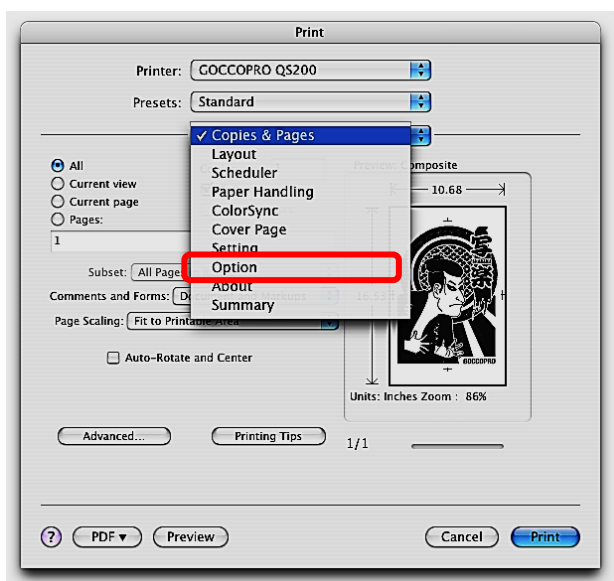 Print
Printer: GOCCOPRO QS200
Presets: Standard
✓ Copies & Pages
Layout
Scheduler
Paper Handling
ColorSync
Cover Page
Setting
Option
About
Summary
All
Current view
Current page
Pages:
1
Subset: All Page
Comments and Forms:
Page Scaling: Fit to Printable Area
Auto-Rotate and Center
Preview: Composite
10.68
写楽
GOCCOPRO
Units: Inches Zoom : 86%
Advanced...
Printing Tips
1/1
?
PDF ▼
Preview
Cancel
Print